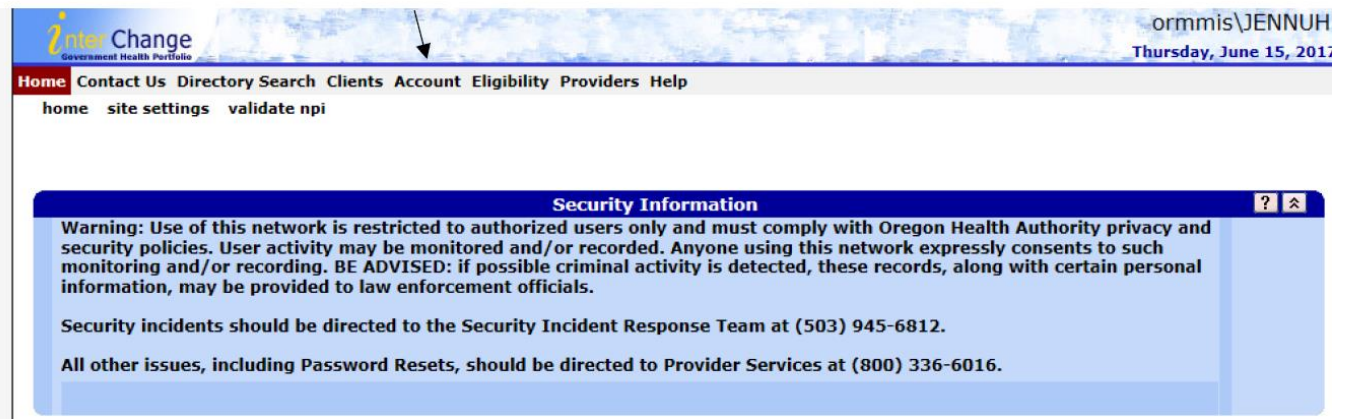 interChange
Government Health Portfolio
ormmis\JENNUH
Thursday, June 15, 2017
Home Contact Us Directory Search Clients Account Eligibility Providers Help
home site settings validate npi
Security Information ?
Warning: Use of this network is restricted to authorized users only and must comply with Oregon Health Authority privacy and
security policies. User activity may be monitored and/or recorded. Anyone using this network expressly consents to such
monitoring and/or recording. BE ADVISED: if possible criminal activity is detected, these records, along with certain personal
information, may be provided to law enforcement officials.
Security incidents should be directed to the Security Incident Response Team at (503) 945-6812.
All other issues, including Password Resets, should be directed to Provider Services at (800) 336-6016.